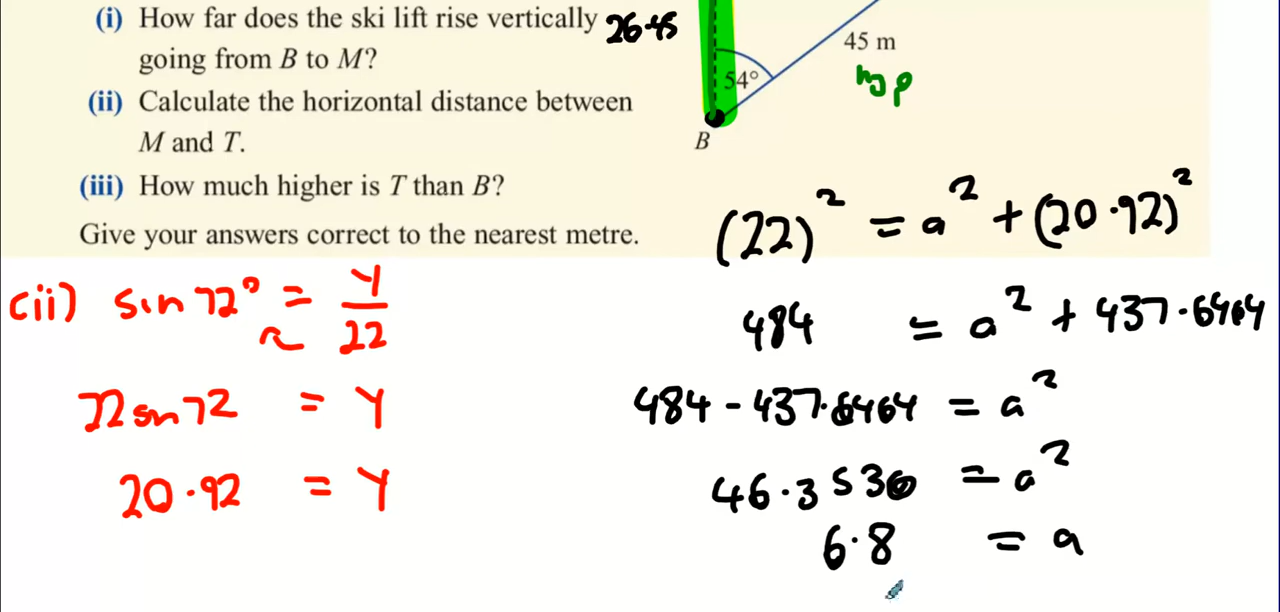 (i) How far does the ski lift rise vertically 26.45
going from B to M?
(ii) Calculate the horizontal distance between
M and T.
(iii) How much higher is T than B?
Give your answers correct to the nearest metre.
45 m
hyp
54°
B
(22)² = a² + (20.92)²
484 = a² + 437.6464
484 - 437.6464 = a²
46.3536 = a²
6.8 = a
(ii) sin 72° = Y/22
22 sin 72 = Y
20.92 = Y